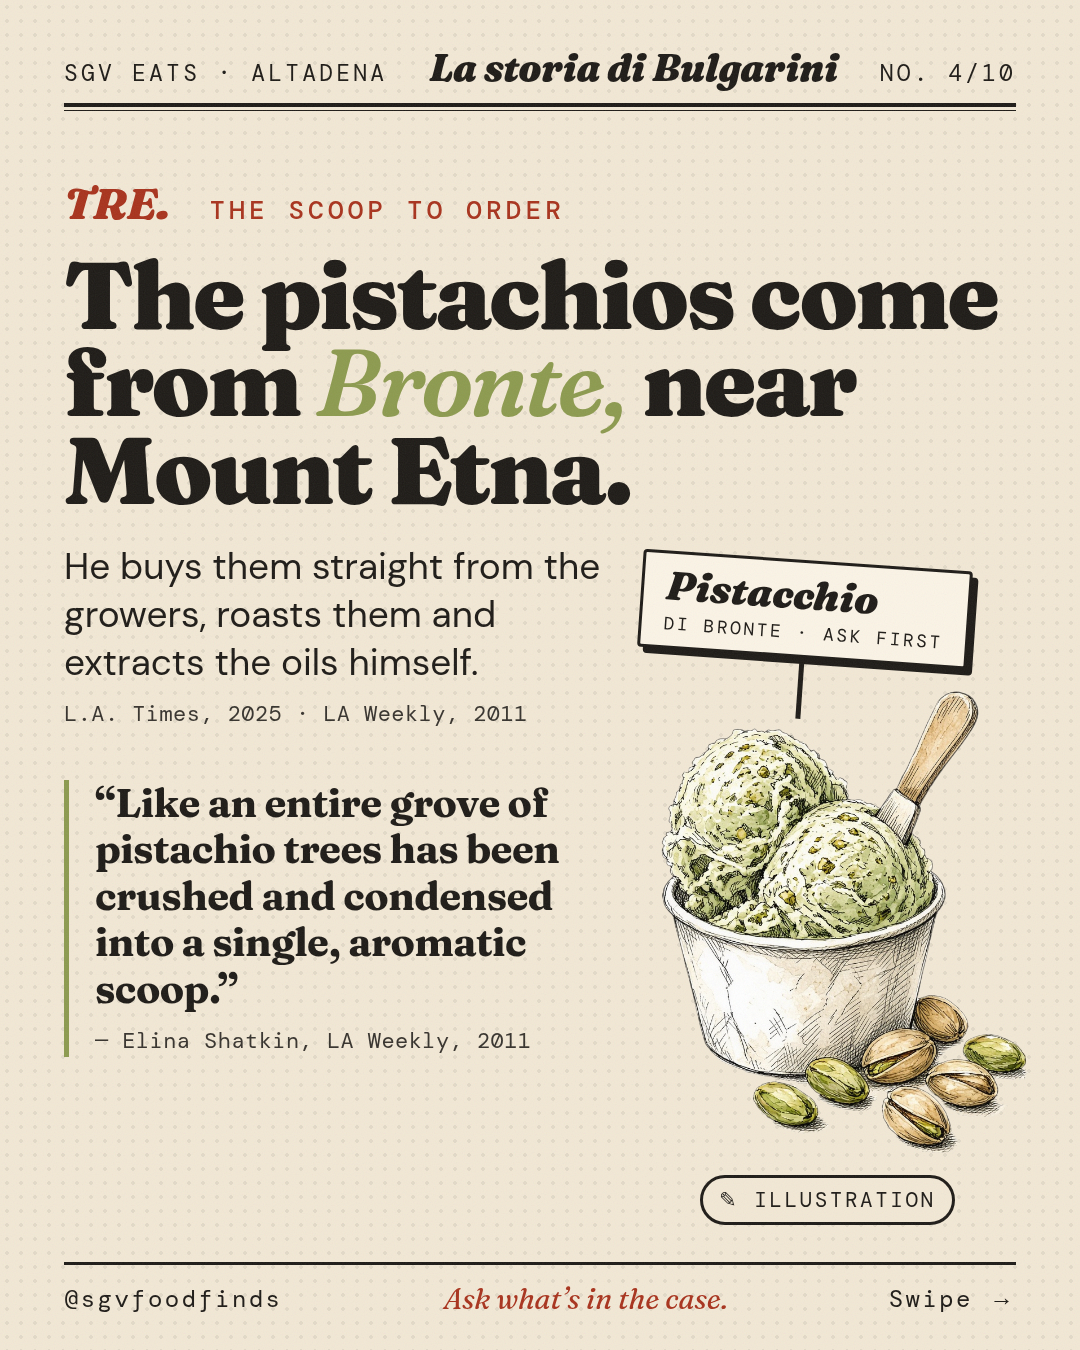 SGV EATS · ALTADENA
La storia di Bulgarini
NO. 4/10
TRE. THE SCOOP TO ORDER
The pistachios come
from Bronte, near
Mount Etna.
He buys them straight from the
growers, roasts them and
extracts the oils himself.
L.A. Times, 2025 · LA Weekly, 2011
Pistacchio
DI BRONTE · ASK FIRST
“Like an entire grove of
pistachio trees has been
crushed and condensed
into a single, aromatic
scoop.”
— Elina Shatkin, LA Weekly, 2011
✎ ILLUSTRATION
@sgvfoodfinds
Ask what’s in the case.
Swipe →